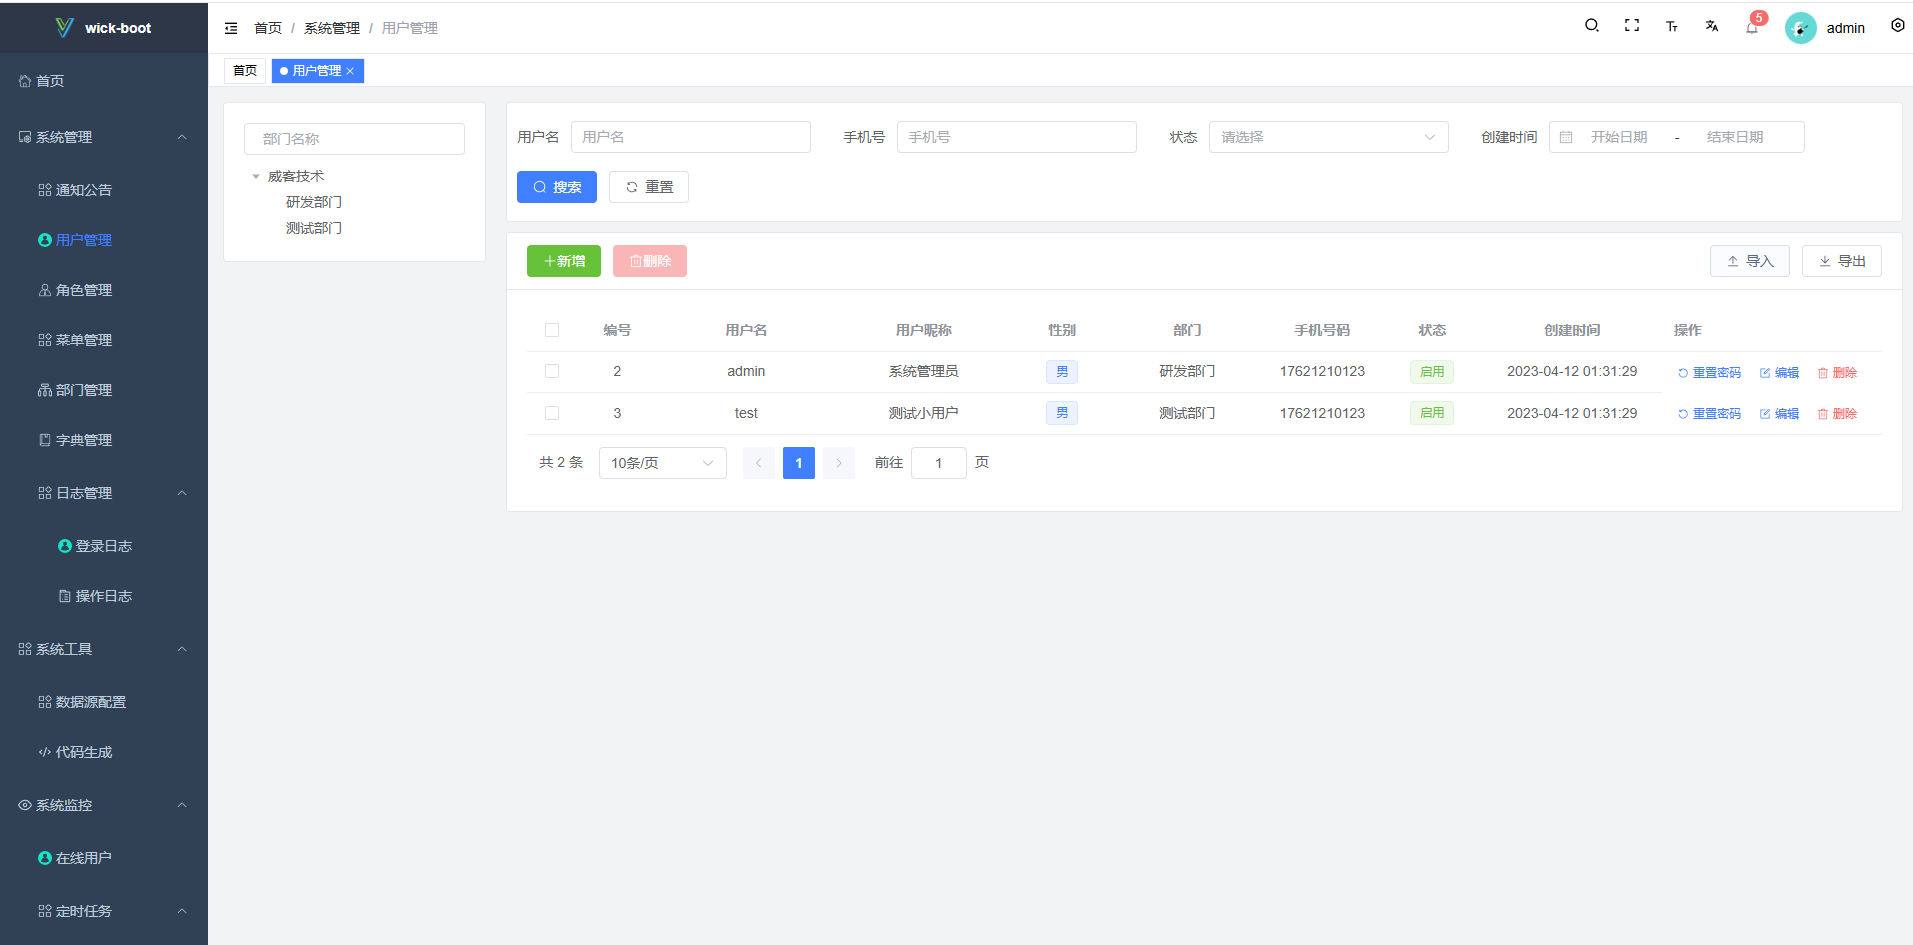 wick-boot
首页
系统管理
通知公告
用户管理
角色管理
菜单管理
部门管理
字典管理
日志管理
登录日志
操作日志
系统工具
数据源配置
代码生成
系统监控
在线用户
定时任务
首页 / 系统管理 / 用户管理
5
admin
首页 用户管理
部门名称
威客技术
研发部门
测试部门
用户名 用户名 手机号 手机号 状态 请选择 创建时间 开始日期 - 结束日期
搜索 重置
新增 删除 导入 导出
编号 用户名 用户昵称 性别 部门 手机号码 状态 创建时间 操作
2 admin 系统管理员 男 研发部门 17621210123 启用 2023-04-12 01:31:29 重置密码 编辑 删除
3 test 测试小用户 男 测试部门 17621210123 启用 2023-04-12 01:31:29 重置密码 编辑 删除
共 2 条 10条/页 1 前往 1 页